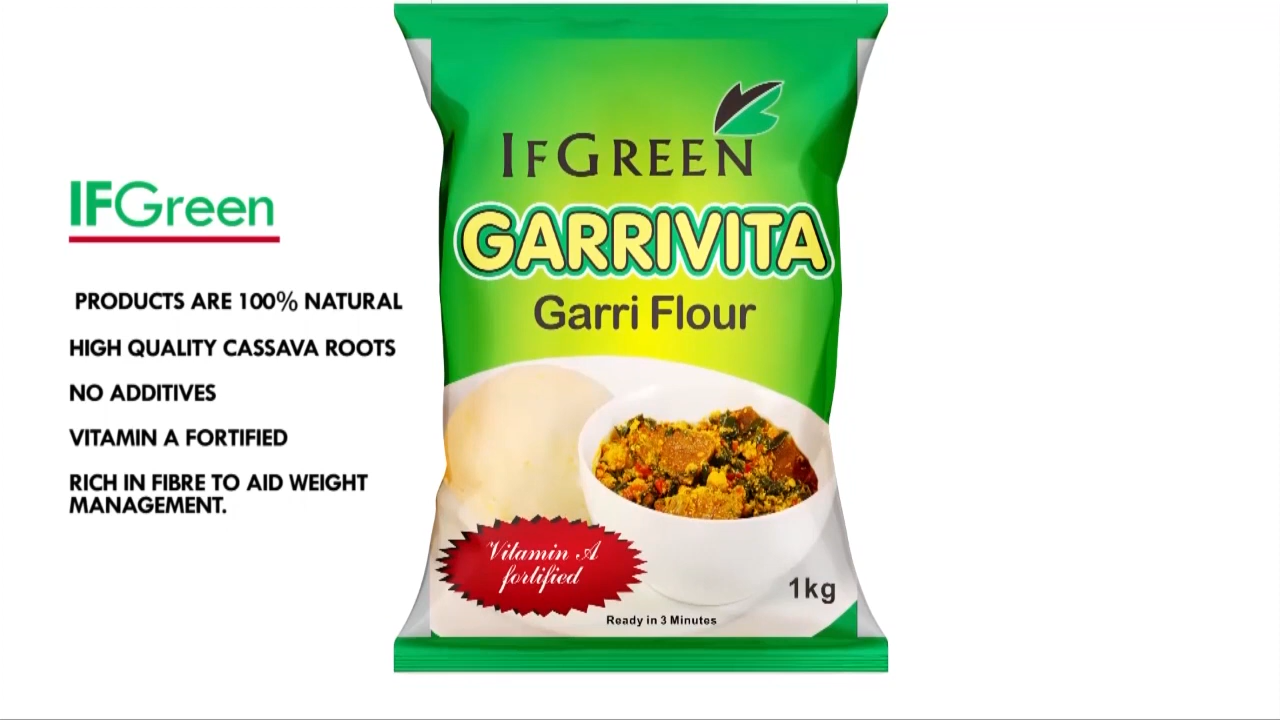 IFGreen
PRODUCTS ARE 100% NATURAL
HIGH QUALITY CASSAVA ROOTS
NO ADDITIVES
VITAMIN A FORTIFIED
RICH IN FIBRE TO AID WEIGHT
MANAGEMENT.
IFGREEN
GARRIVITA
Garri Flour
Vitamin A
fortified
1kg
Ready in 3 Minutes